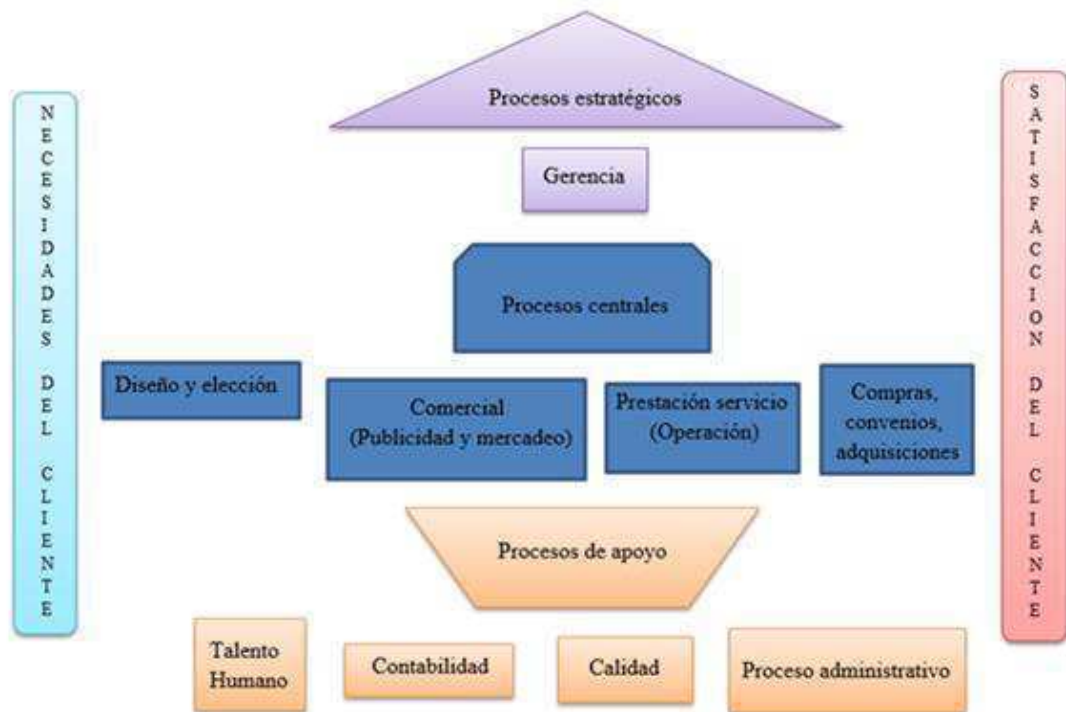 Procesos estratégicos
Gerencia
Procesos centrales
NECESIDADES DEL CLIENTE
SATISFACCION DEL CLIENTE
Diseño y elección
Comercial
(Publicidad y mercadeo)
Prestación servicio
(Operación)
Compras,
convenios,
adquisiciones
Procesos de apoyo
Talento
Humano
Contabilidad
Calidad
Proceso administrativo